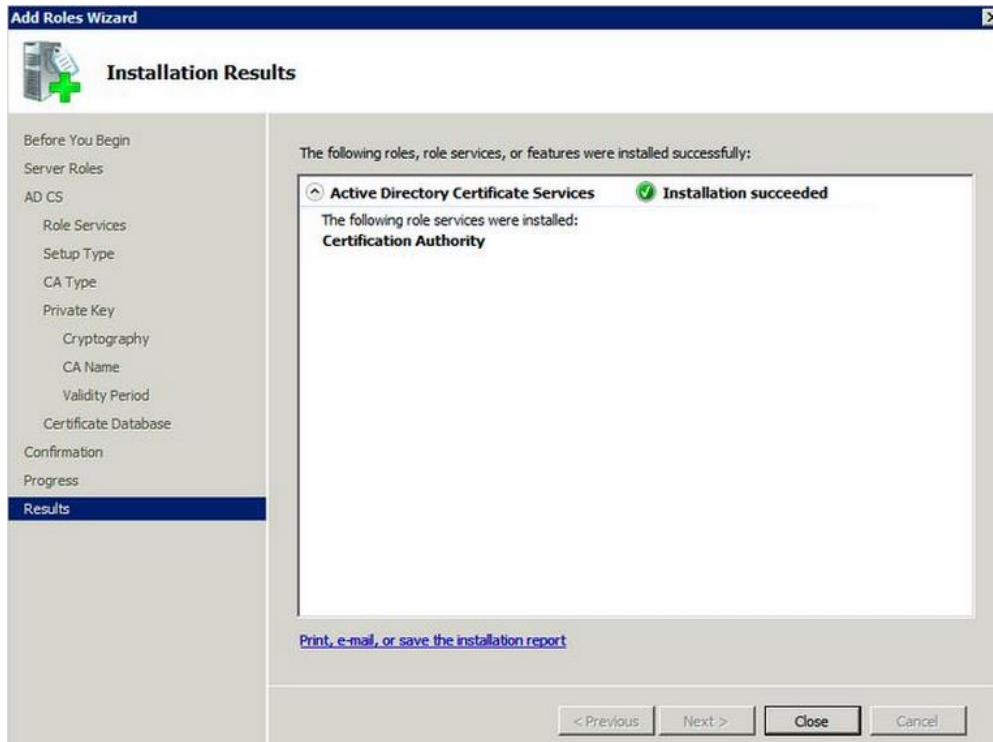 Add Roles Wizard
Installation Results
Before You Begin
Server Roles
AD CS
Role Services
Setup Type
CA Type
Private Key
Cryptography
CA Name
Validity Period
Certificate Database
Confirmation
Progress
Results
The following roles, role services, or features were installed successfully:
Active Directory Certificate Services Installation succeeded
The following role services were installed:
Certification Authority
Print, e-mail, or save the installation report
< Previous Next > Close Cancel